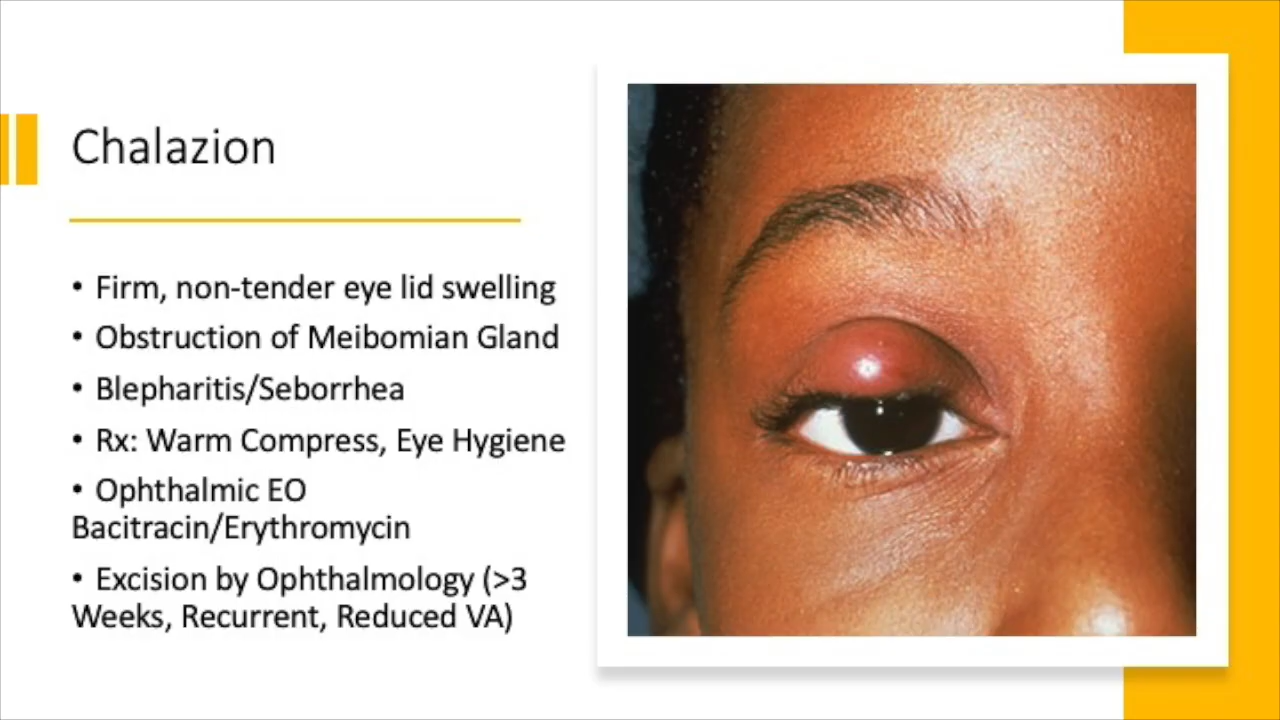 Chalazion
• Firm, non-tender eye lid swelling
• Obstruction of Meibomian Gland
• Blepharitis/Seborrhea
• Rx: Warm Compress, Eye Hygiene
• Ophthalmic EO
Bacitracin/Erythromycin
• Excision by Ophthalmology (>3
Weeks, Recurrent, Reduced VA)